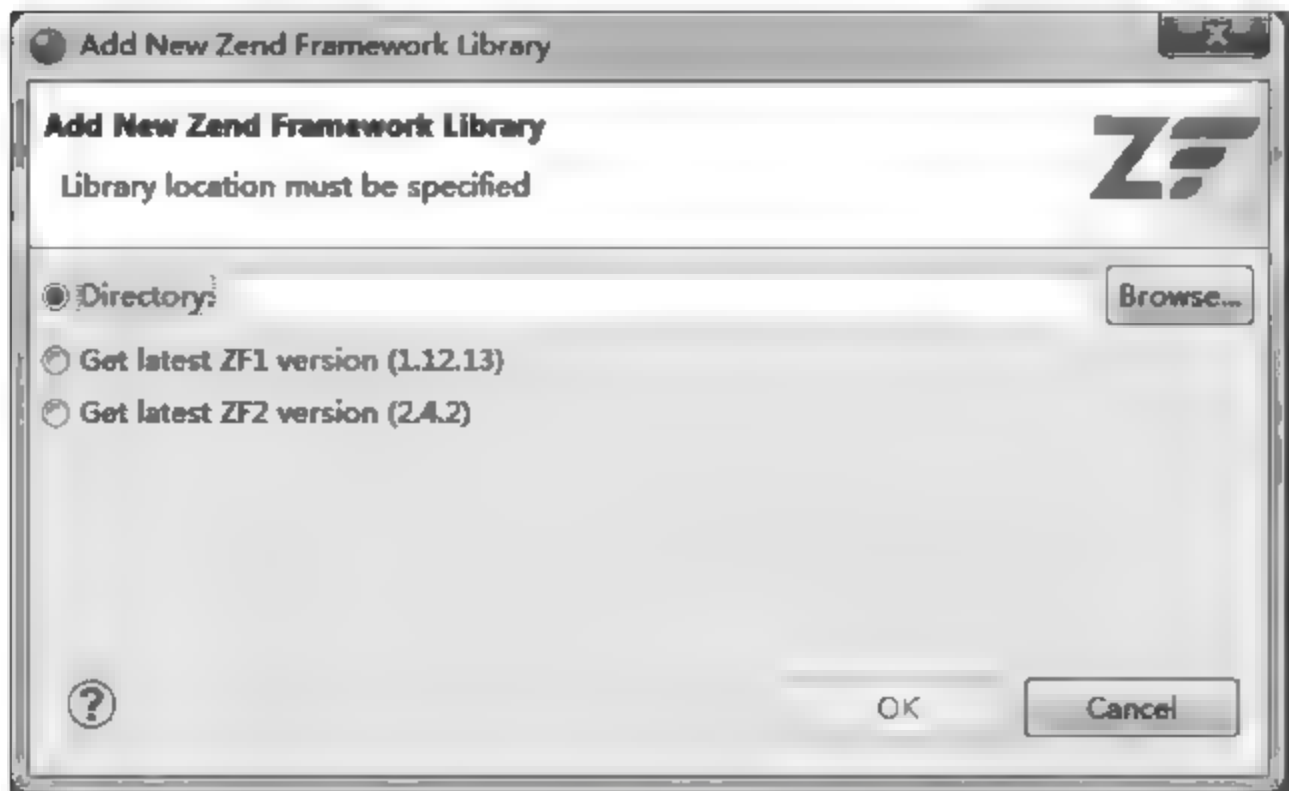 Add New Zend Framework Library
Add New Zend Framework Library
Library location must be specified
ZF
Directory:
Browse...
Get latest ZF1 version (1.12.13)
Get latest ZF2 version (2.4.2)
?
OK
Cancel